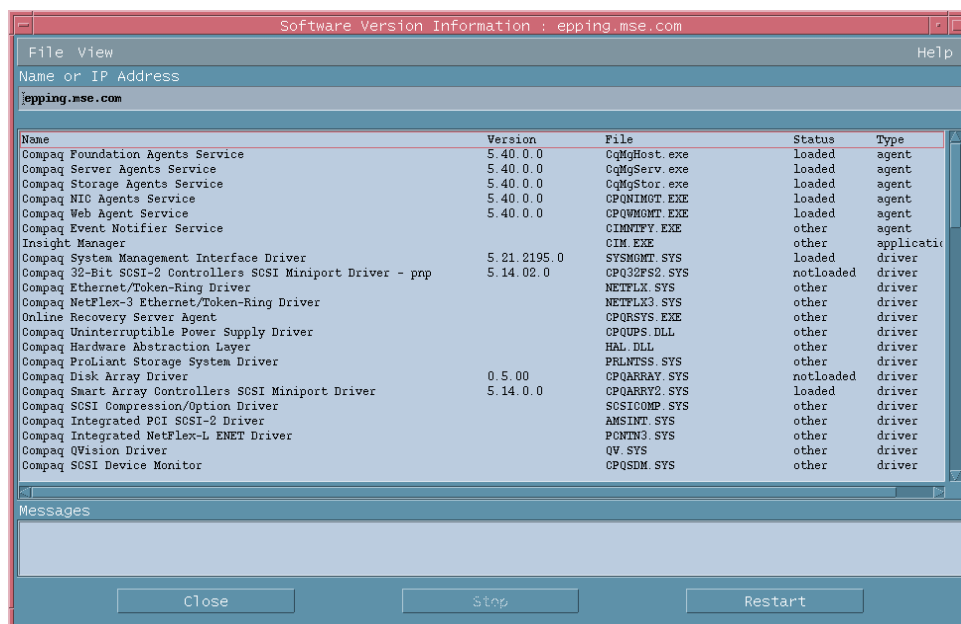 Software Version Information : epping.mse.com
File View Help
Name or IP Address
epping.mse.com
Name Version File Status Type
Compaq Foundation Agents Service 5.40.0.0 CqMgHost.exe loaded agent
Compaq Server Agents Service 5.40.0.0 CqMgServ.exe loaded agent
Compaq Storage Agents Service 5.40.0.0 CqMgStor.exe loaded agent
Compaq NIC Agents Service 5.40.0.0 CPQNIMGT.EXE loaded agent
Compaq Web Agent Service 5.40.0.0 CPQWMGMT.EXE loaded agent
Compaq Event Notifier Service CIMNTFY.EXE other agent
Insight Manager CIM.EXE other applicatic
Compaq System Management Interface Driver 5.21.2195.0 SYSMGMT.SYS loaded driver
Compaq 32-Bit SCSI-2 Controllers SCSI Miniport Driver - pnp 5.14.02.0 CPQ32FS2.SYS notloaded driver
Compaq Ethernet/Token-Ring Driver NETFLX.SYS other driver
Compaq NetFlex-3 Ethernet/Token-Ring Driver NETFLX3.SYS other driver
Online Recovery Server Agent CPQRSYS.EXE other driver
Compaq Uninterruptible Power Supply Driver CPQUPS.DLL other driver
Compaq Hardware Abstraction Layer HAL.DLL other driver
Compaq ProLiant Storage System Driver PRLNTSS.SYS other driver
Compaq Disk Array Driver 0.5.00 CPQARRAY.SYS notloaded driver
Compaq Smart Array Controllers SCSI Miniport Driver 5.14.0.0 CPQARRY2.SYS loaded driver
Compaq SCSI Compression/Option Driver SCSICOMP.SYS other driver
Compaq Integrated PCI SCSI-2 Driver AMSINT.SYS other driver
Compaq Integrated NetFlex-L ENET Driver PCNTN3.SYS other driver
Compaq QVision Driver QV.SYS other driver
Compaq SCSI Device Monitor CPQSDM.SYS other driver
Messages
Close Stop Restart